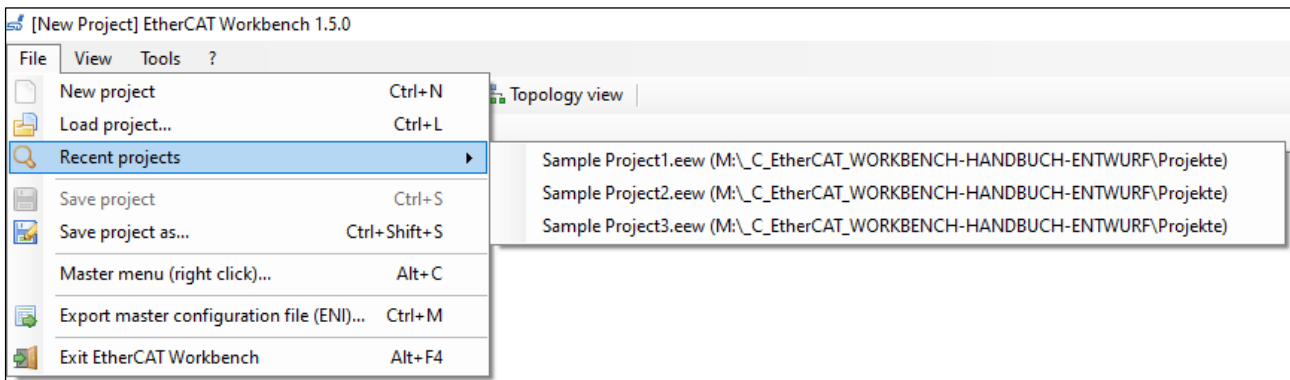 [New Project] EtherCAT Workbench 1.5.0
File View Tools ?
New project Ctrl+N
Topology view
Load project... Ctrl+L
Recent projects
Sample Project1.eew (M:\_C_EtherCAT_WORKBENCH-HANDBUCH-ENTWURF\Projekte)
Sample Project2.eew (M:\_C_EtherCAT_WORKBENCH-HANDBUCH-ENTWURF\Projekte)
Sample Project3.eew (M:\_C_EtherCAT_WORKBENCH-HANDBUCH-ENTWURF\Projekte)
Save project Ctrl+S
Save project as... Ctrl+Shift+S
Master menu (right click)... Alt+C
Export master configuration file (ENI)... Ctrl+M
Exit EtherCAT Workbench Alt+F4